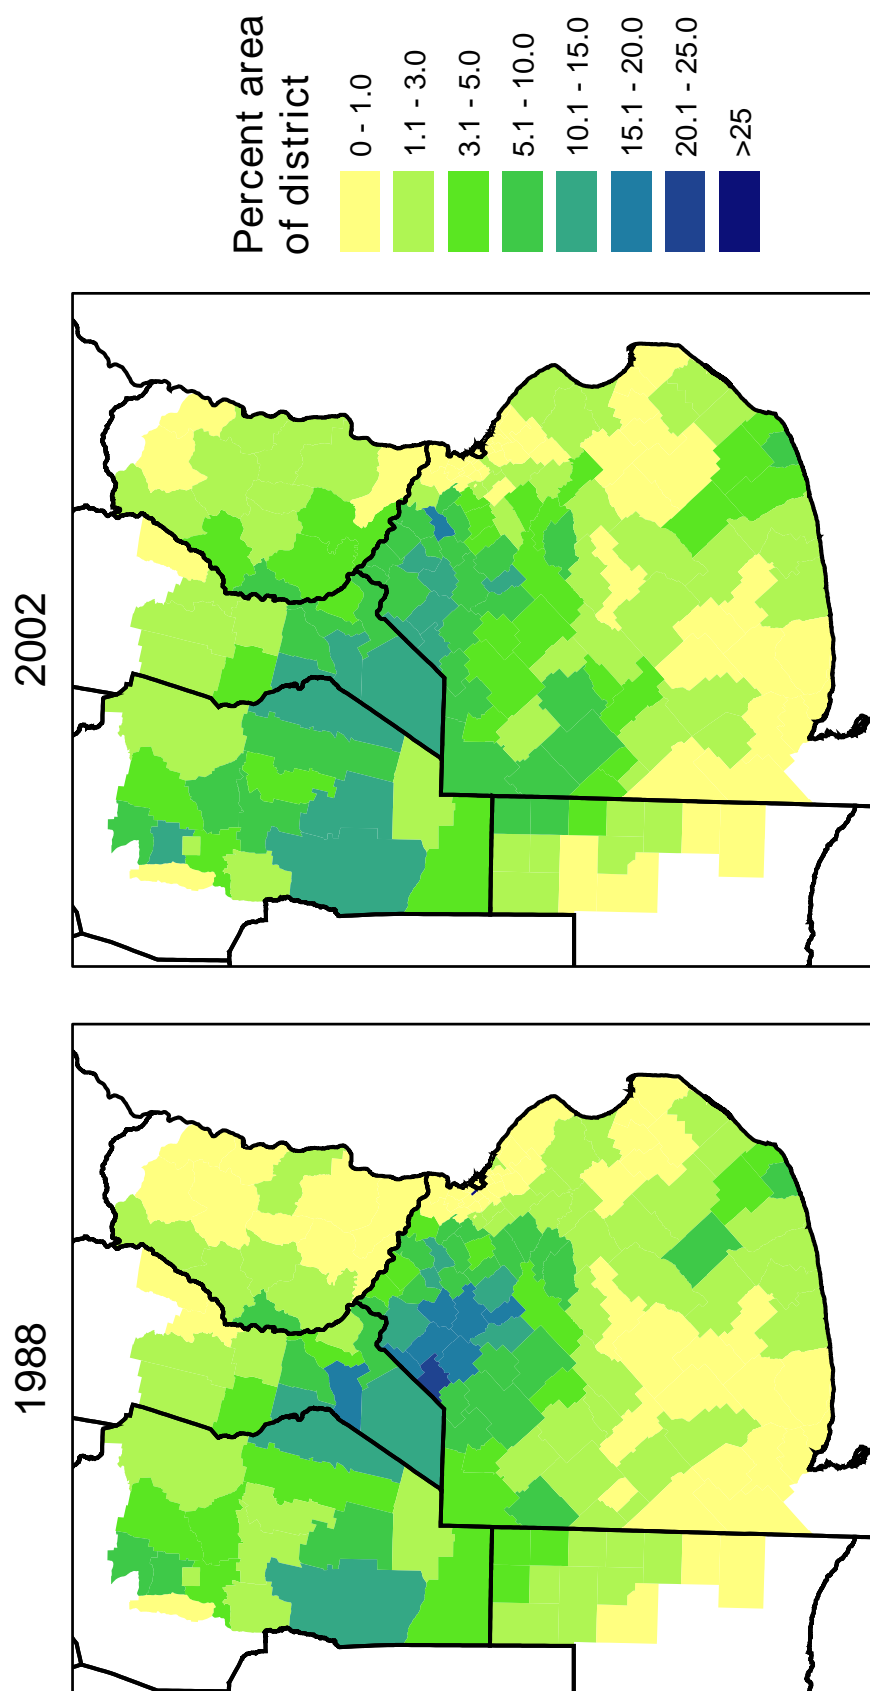 1988
2002
Percent area
of district
0 - 1.0
1.1 - 3.0
3.1 - 5.0
5.1 - 10.0
10.1 - 15.0
15.1 - 20.0
20.1 - 25.0
>25